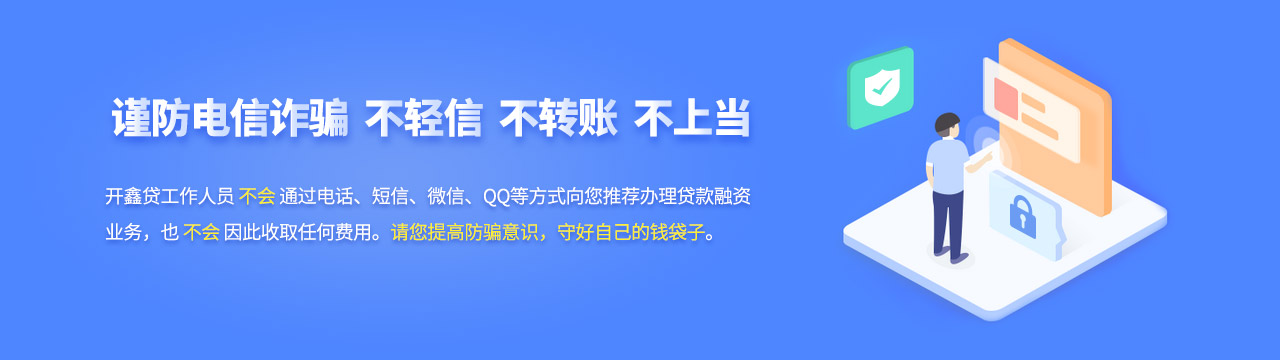 谨防电信诈骗 不轻信 不转账 不上当
开鑫贷工作人员 不会 通过电话、短信、微信、QQ等方式向您推荐办理贷款融资
业务，也 不会 因此收取任何费用。请您提高防骗意识，守好自己的钱袋子。